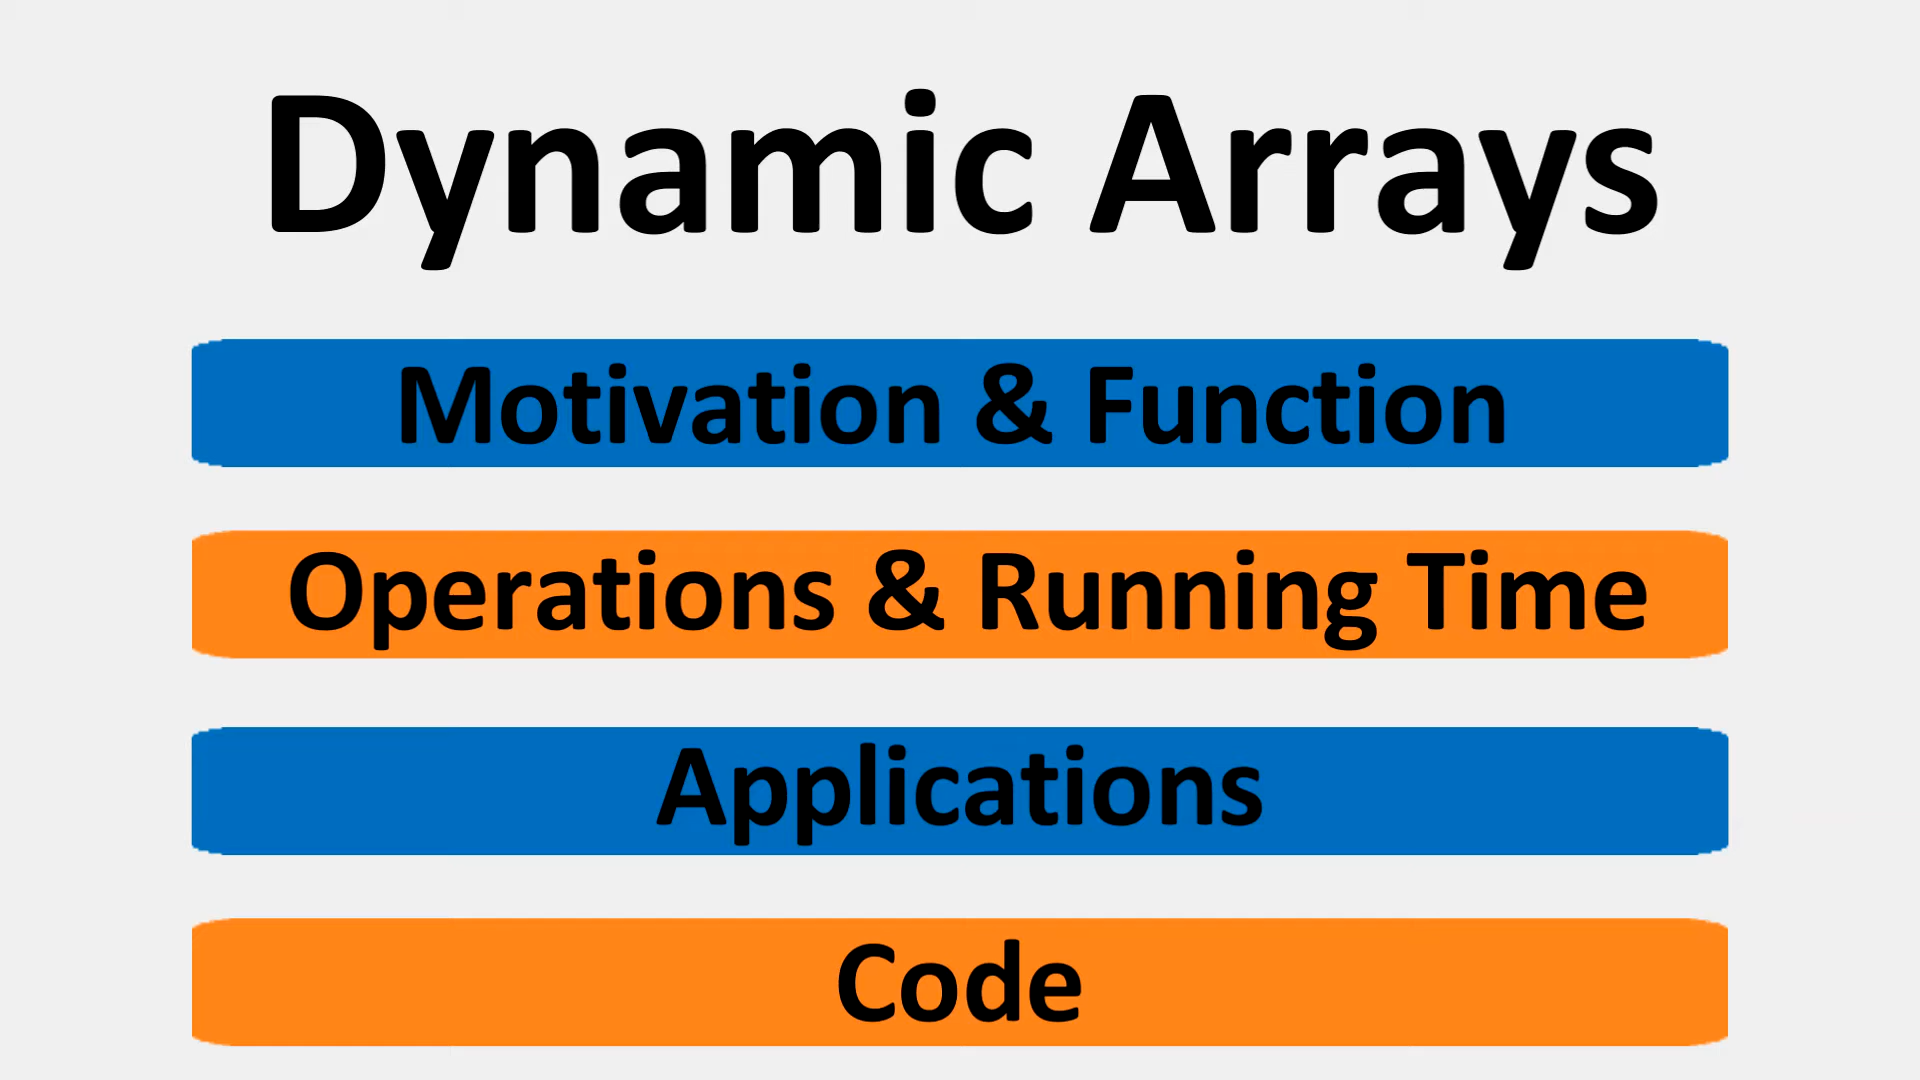 Dynamic Arrays
Motivation & Function
Operations & Running Time
Applications
Code